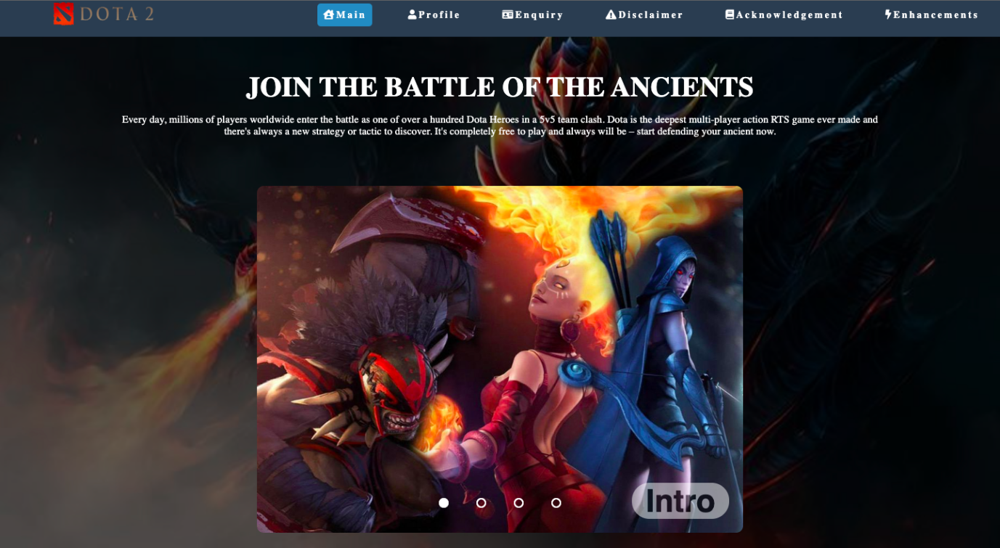 DOTA 2
Main
Profile
Enquiry
Disclaimer
Acknowledgement
Enhancements
JOIN THE BATTLE OF THE ANCIENTS
Every day, millions of players worldwide enter the battle as one of over a hundred Dota Heroes in a 5v5 team clash. Dota is the deepest multi-player action RTS game ever made and
there's always a new strategy or tactic to discover. It's completely free to play and always will be – start defending your ancient now.
Intro